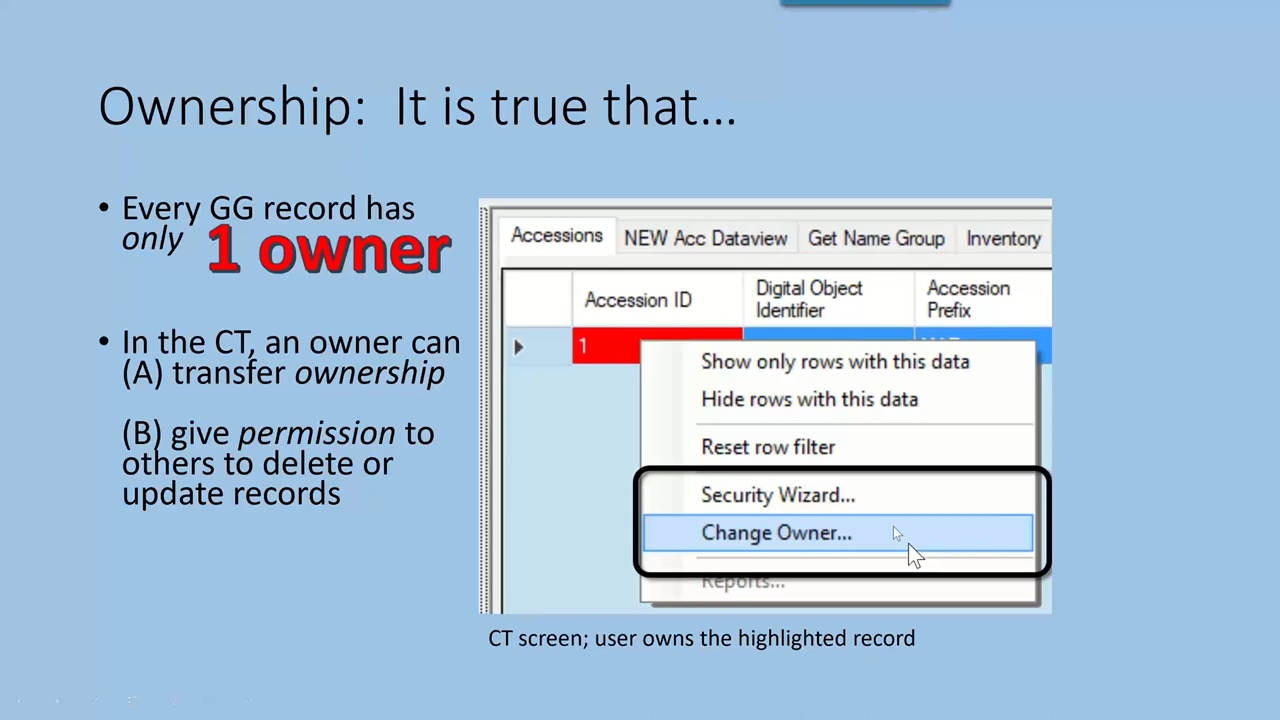 Ownership: It is true that...
• Every GG record has
only 1 owner
• In the CT, an owner can
(A) transfer ownership
(B) give permission to
others to delete or
update records
Accessions NEW Acc Dataview Get Name Group Inventory
Accession ID Digital Object Identifier Accession Prefix
1
Show only rows with this data
Hide rows with this data
Reset row filter
Security Wizard...
Change Owner...
Reports...
CT screen; user owns the highlighted record